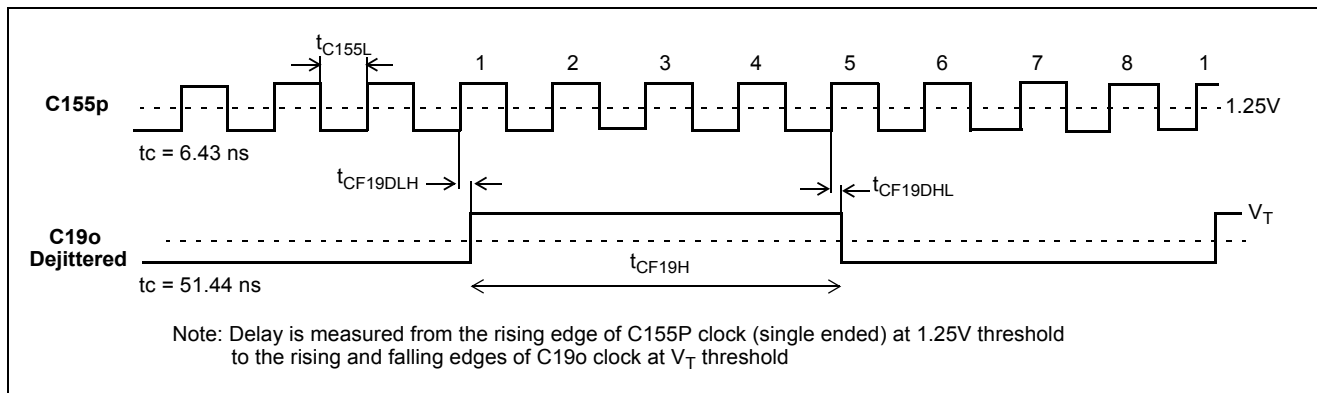 tC155L
1 2 3 4 5 6 7 8 1
C155p
1.25V
tc = 6.43 ns
tCF19DLH
tCF19DHL
VT
C19o
Dejittered
tCF19H
tc = 51.44 ns
Note: Delay is measured from the rising edge of C155P clock (single ended) at 1.25V threshold
to the rising and falling edges of C19o clock at VT threshold